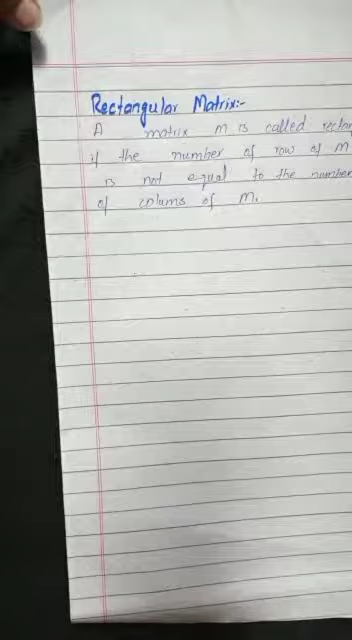 Rectangular Matrix:-
A matrix M is called rectan
if the number of row of M
is not equal to the number
of colums of M.